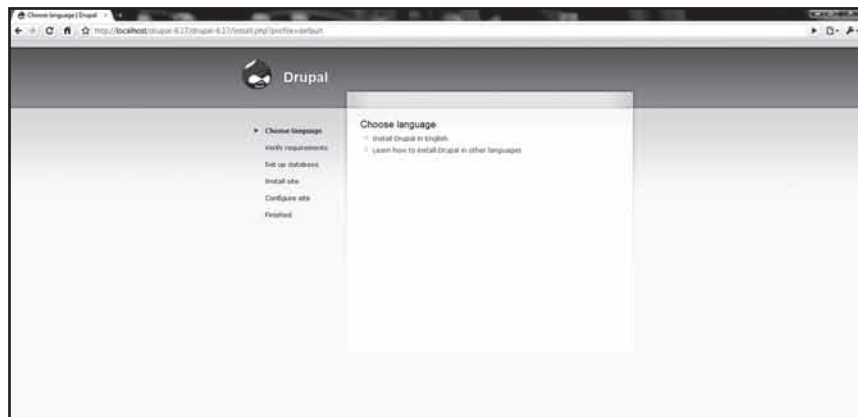 Choose language | Drupal
http://localhost/drupal-6.17/drupal-6.17/install.php?profile=default
Drupal
Choose language
Verify requirements
Set up database
Install site
Configure site
Finished
Choose language
Install Drupal in English
Learn how to install Drupal in other languages